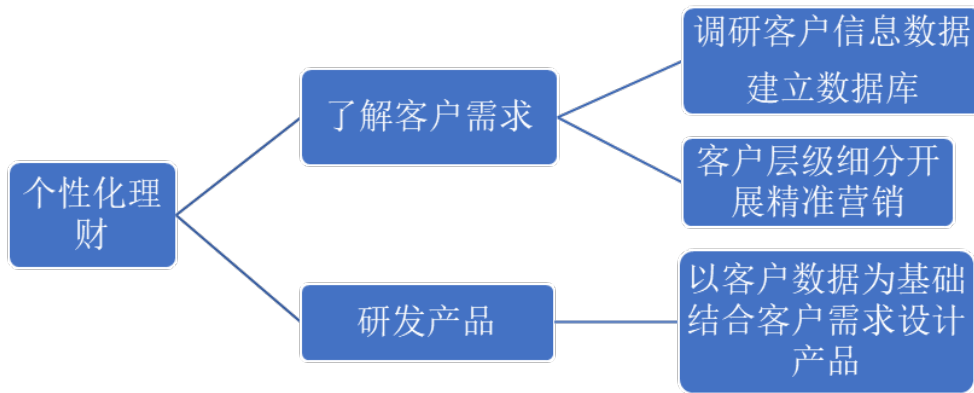 个性化理
财
了解客户需求
调研客户信息数据
建立数据库
客户层级细分开
展精准营销
研发产品
以客户数据为基础
结合客户需求设计
产品